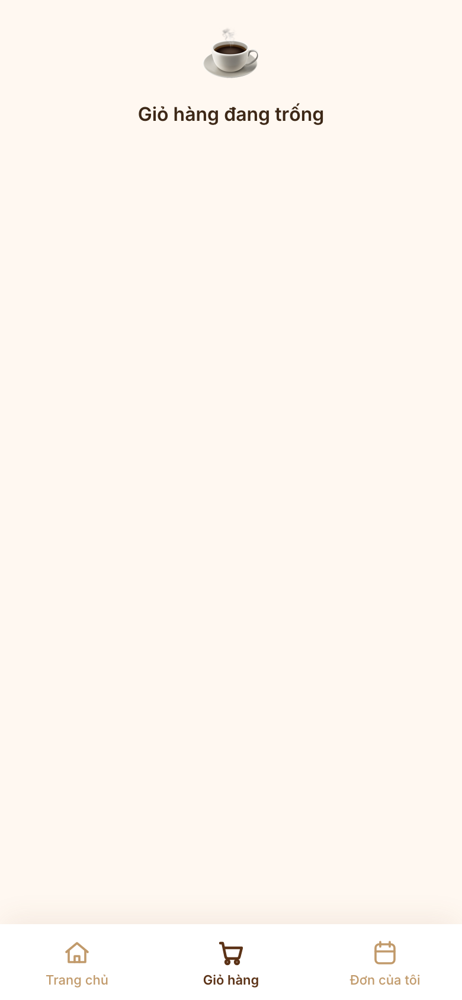 Giỏ hàng đang trống
Trang chủ
Giỏ hàng
Đơn của tôi